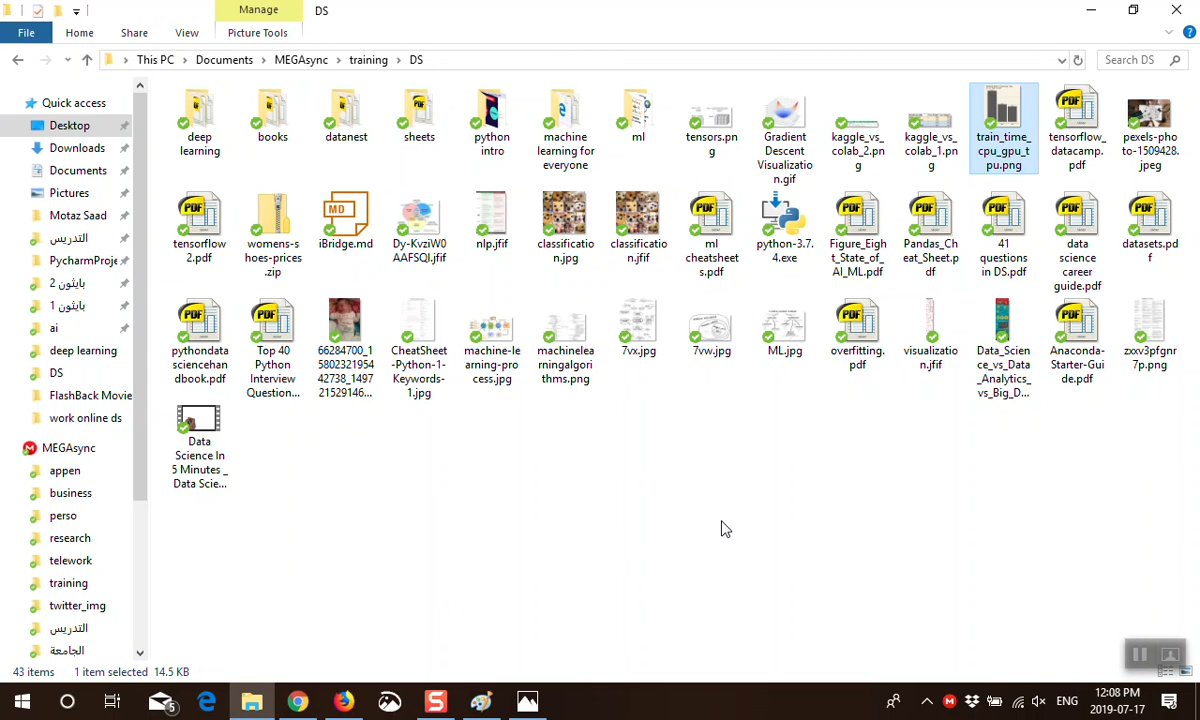 Manage
DS
File
Home
Share
View
Picture Tools
This PC
Documents
MEGAsync
training
DS
Search DS
Quick access
Desktop
Downloads
Documents
Pictures
Motaz Saad
التدريس
PycharmProje
بايثون 2
بايثون 1
ai
deep learning
DS
FlashBack Movie
work online ds
MEGAsync
appen
business
perso
research
telework
training
twitter_img
التدريس
الجامعة
deep
learning
books
datanest
sheets
python
intro
machine
learning for
everyone
ml
tensors.pn
g
Gradient
Descent
Visualizatio
n.gif
kaggle_vs_
colab_2.pn
g
kaggle_vs_
colab_1.pn
g
train_time_
cpu_gpu_t
pu.png
tensorflow_
datacamp.
pdf
pexels-pho
to-1509428.
jpeg
tensorflow
2.pdf
womens-s
hoes-prices
.zip
iBridge.md
Dy-KvziW0
AAFSQI.jfif
nlp.jfif
classificatio
n.jpg
classificatio
n.jfif
ml
cheatsheet
s.pdf
python-3.7.
4.exe
Figure_Eigh
t_State_of_
AI_ML.pdf
Pandas_Ch
eat_Sheet.p
df
41
questions
in DS.pdf
data
science
career
guide.pdf
datasets.pd
f
pythondata
sciencehan
dbook.pdf
Top 40
Python
Interview
Question...
66284700_1
5802321954
42738_1497
21529146...
CheatSheet
-Python-1-
Keywords-
1.jpg
machine-le
arning-pro
cess.jpg
machinelea
rningalgori
thms.png
7vx.jpg
7vw.jpg
ML.jpg
overfitting.
pdf
visualizatio
n.jfif
Data_Scien
ce_vs_Data
_Analytics_
vs_Big_D...
Anaconda-
Starter-Gui
de.pdf
zxxv3pfgnr
7p.png
Data
Science In
5 Minutes _
Data Scie...
43 items
1 item selected
14.5 KB
5
ENG
12:08 PM
2019-07-17